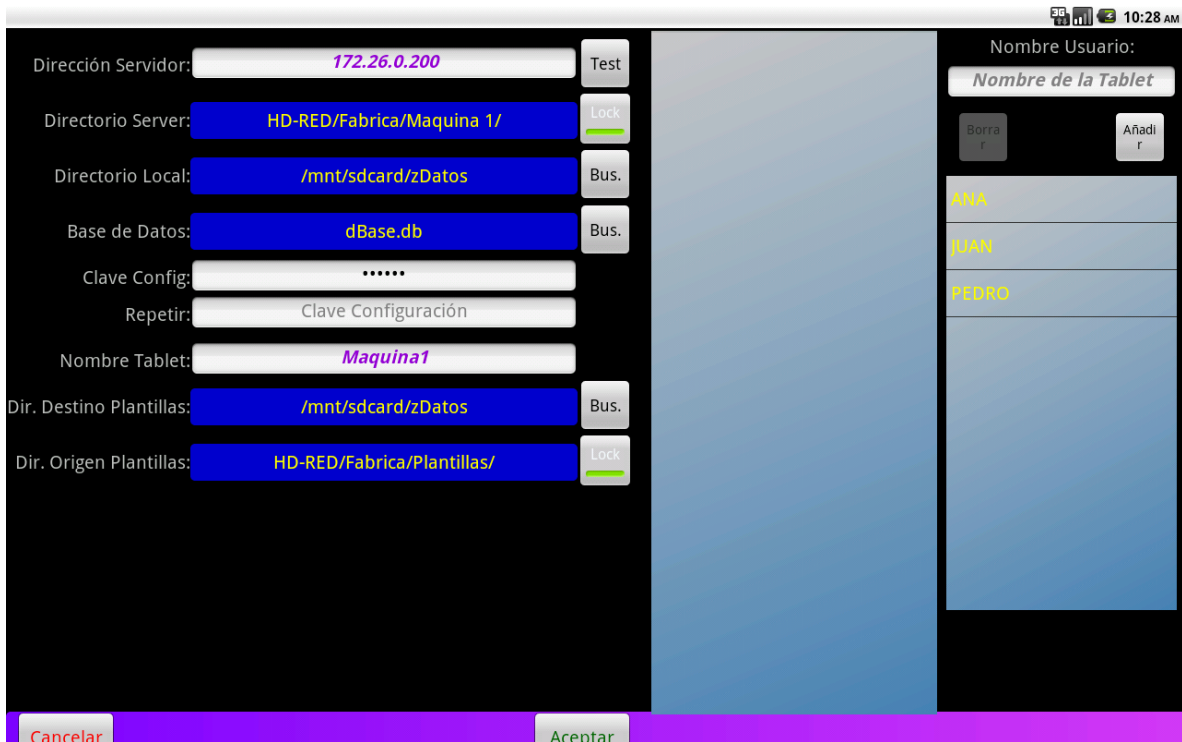 3G 10:28 AM
Dirección Servidor: 172.26.0.200 Test
Directorio Server: HD-RED/Fabrica/Maquina 1/ Lock
Directorio Local: /mnt/sdcard/zDatos Bus.
Base de Datos: dBase.db Bus.
Clave Config: ••••••
Repetir: Clave Configuración
Nombre Tablet: Maquina1
Dir. Destino Plantillas: /mnt/sdcard/zDatos Bus.
Dir. Origen Plantillas: HD-RED/Fabrica/Plantillas/ Lock
Nombre Usuario:
Nombre de la Tablet
Borra
r
Añadi
r
ANA
JUAN
PEDRO
Cancelar Aceptar